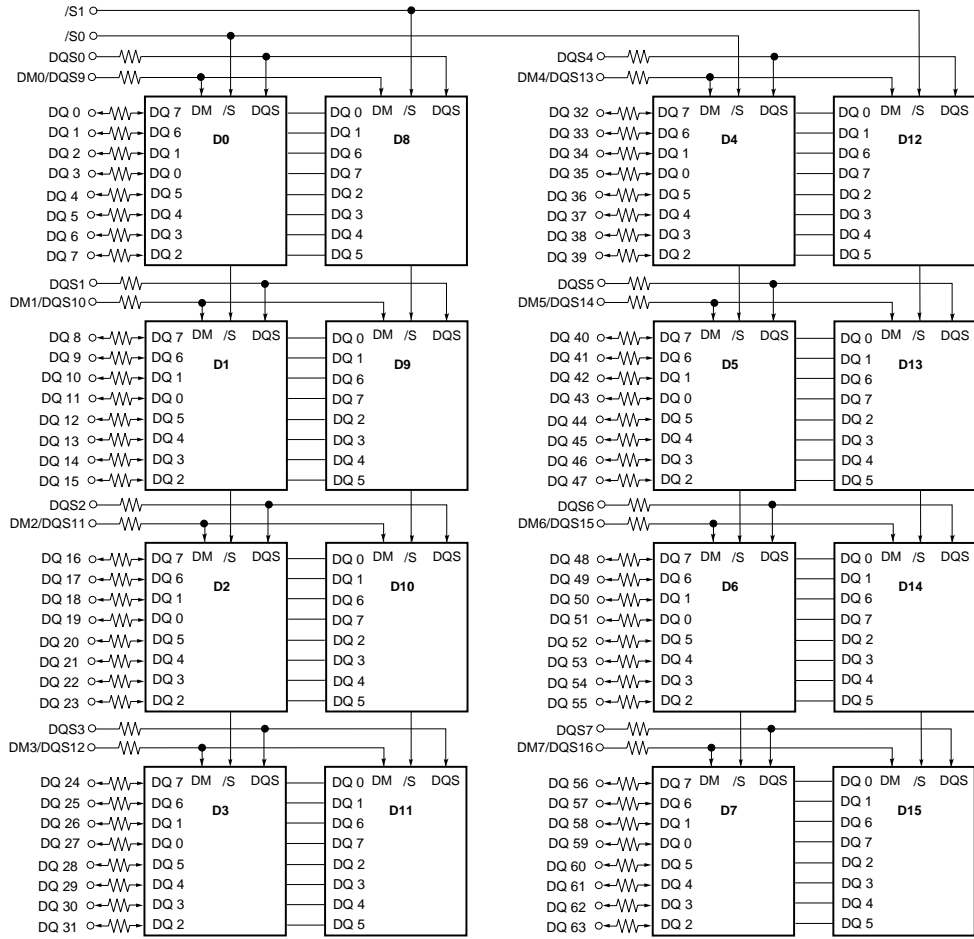 /S1
/S0
DQS0
DM0/DQS9
DM /S DQS DM /S DQS
D0 D8
DQ 0 DQ 7 DQ 0
DQ 1 DQ 6 DQ 1
DQ 2 DQ 1 DQ 6
DQ 3 DQ 0 DQ 7
DQ 4 DQ 5 DQ 2
DQ 5 DQ 4 DQ 3
DQ 6 DQ 3 DQ 4
DQ 7 DQ 2 DQ 5
DQS1
DM1/DQS10
DM /S DQS DM /S DQS
D1 D9
DQ 8 DQ 7 DQ 0
DQ 9 DQ 6 DQ 1
DQ 10 DQ 1 DQ 6
DQ 11 DQ 0 DQ 7
DQ 12 DQ 5 DQ 2
DQ 13 DQ 4 DQ 3
DQ 14 DQ 3 DQ 4
DQ 15 DQ 2 DQ 5
DQS2
DM2/DQS11
DM /S DQS DM /S DQS
D2 D10
DQ 16 DQ 7 DQ 0
DQ 17 DQ 6 DQ 1
DQ 18 DQ 1 DQ 6
DQ 19 DQ 0 DQ 7
DQ 20 DQ 5 DQ 2
DQ 21 DQ 4 DQ 3
DQ 22 DQ 3 DQ 4
DQ 23 DQ 2 DQ 5
DQS3
DM3/DQS12
DM /S DQS DM /S DQS
D3 D11
DQ 24 DQ 7 DQ 0
DQ 25 DQ 6 DQ 1
DQ 26 DQ 1 DQ 6
DQ 27 DQ 0 DQ 7
DQ 28 DQ 5 DQ 2
DQ 29 DQ 4 DQ 3
DQ 30 DQ 3 DQ 4
DQ 31 DQ 2 DQ 5
DQS4
DM4/DQS13
DM /S DQS DM /S DQS
D4 D12
DQ 32 DQ 7 DQ 0
DQ 33 DQ 6 DQ 1
DQ 34 DQ 1 DQ 6
DQ 35 DQ 0 DQ 7
DQ 36 DQ 5 DQ 2
DQ 37 DQ 4 DQ 3
DQ 38 DQ 3 DQ 4
DQ 39 DQ 2 DQ 5
DQS5
DM5/DQS14
DM /S DQS DM /S DQS
D5 D13
DQ 40 DQ 7 DQ 0
DQ 41 DQ 6 DQ 1
DQ 42 DQ 1 DQ 6
DQ 43 DQ 0 DQ 7
DQ 44 DQ 5 DQ 2
DQ 45 DQ 4 DQ 3
DQ 46 DQ 3 DQ 4
DQ 47 DQ 2 DQ 5
DQS6
DM6/DQS15
DM /S DQS DM /S DQS
D6 D14
DQ 48 DQ 7 DQ 0
DQ 49 DQ 6 DQ 1
DQ 50 DQ 1 DQ 6
DQ 51 DQ 0 DQ 7
DQ 52 DQ 5 DQ 2
DQ 53 DQ 4 DQ 3
DQ 54 DQ 3 DQ 4
DQ 55 DQ 2 DQ 5
DQS7
DM7/DQS16
DM /S DQS DM /S DQS
D7 D15
DQ 56 DQ 7 DQ 0
DQ 57 DQ 6 DQ 1
DQ 58 DQ 1 DQ 6
DQ 59 DQ 0 DQ 7
DQ 60 DQ 5 DQ 2
DQ 61 DQ 4 DQ 3
DQ 62 DQ 3 DQ 4
DQ 63 DQ 2 DQ 5